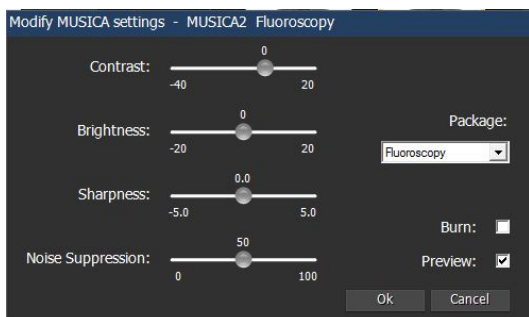 Modify MUSICA settings - MUSICA2 Fluoroscopy
0
Contrast:
-40 20
0
Brightness:
-20 20
Package:
Fluoroscopy
0.0
Sharpness:
-5.0 5.0
Burn:
50
Noise Suppression:
0 100
Preview:
Ok Cancel